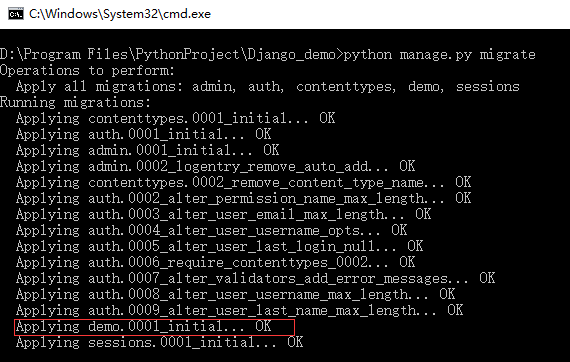 C:\Windows\System32\cmd.exe
D:\Program Files\PythonProject\Django_demo>python manage.py migrate
Operations to perform:
  Apply all migrations: admin, auth, contenttypes, demo, sessions
Running migrations:
  Applying contenttypes.0001_initial... OK
  Applying auth.0001_initial... OK
  Applying admin.0001_initial... OK
  Applying admin.0002_logentry_remove_auto_add... OK
  Applying contenttypes.0002_remove_content_type_name... OK
  Applying auth.0002_alter_permission_name_max_length... OK
  Applying auth.0003_alter_user_email_max_length... OK
  Applying auth.0004_alter_user_username_opts... OK
  Applying auth.0005_alter_user_last_login_null... OK
  Applying auth.0006_require_contenttypes_0002... OK
  Applying auth.0007_alter_validators_add_error_messages... OK
  Applying auth.0008_alter_user_username_max_length... OK
  Applying auth.0009_alter_user_last_name_max_length... OK
  Applying demo.0001_initial... OK
  Applying sessions.0001_initial... OK